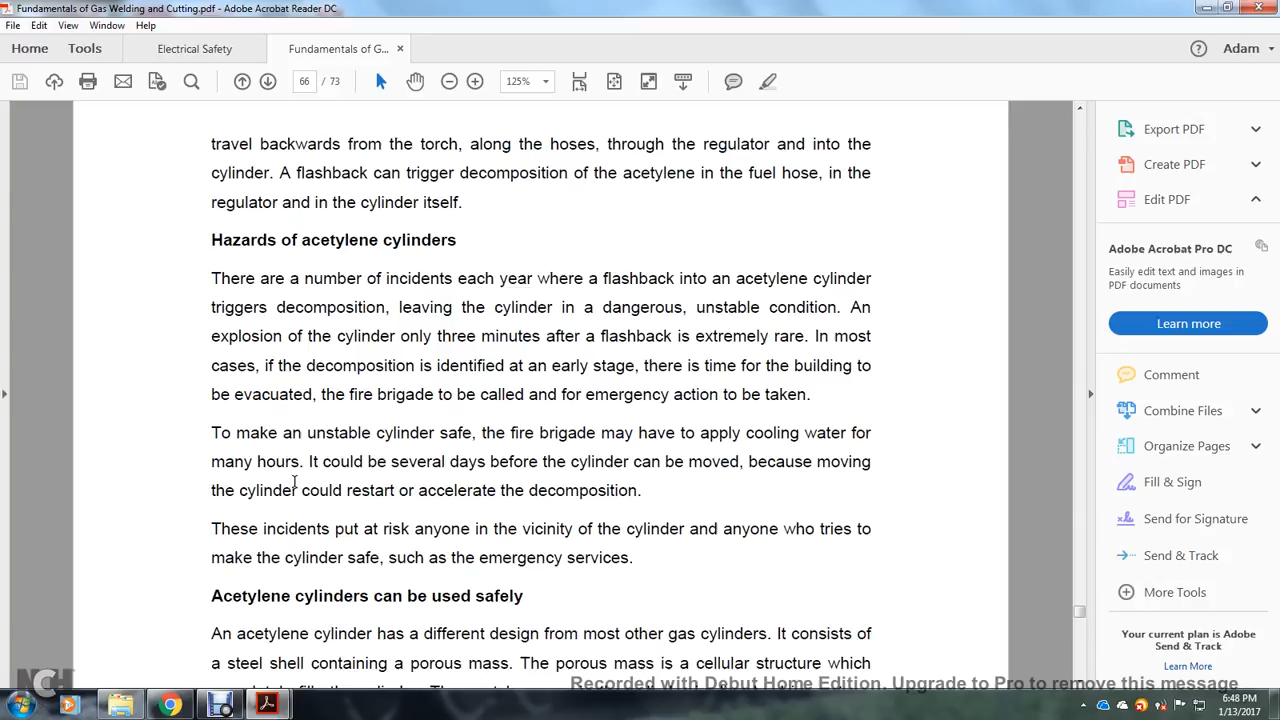 Fundamentals of Gas Welding and Cutting.pdf - Adobe Acrobat Reader DC
File Edit View Window Help
Home Tools Electrical Safety Fundamentals of G... × Adam
66 / 73 125%
travel backwards from the torch, along the hoses, through the regulator and into the
cylinder. A flashback can trigger decomposition of the acetylene in the fuel hose, in the
regulator and in the cylinder itself.
Hazards of acetylene cylinders
There are a number of incidents each year where a flashback into an acetylene cylinder
triggers decomposition, leaving the cylinder in a dangerous, unstable condition. An
explosion of the cylinder only three minutes after a flashback is extremely rare. In most
cases, if the decomposition is identified at an early stage, there is time for the building to
be evacuated, the fire brigade to be called and for emergency action to be taken.
To make an unstable cylinder safe, the fire brigade may have to apply cooling water for
many hours. It could be several days before the cylinder can be moved, because moving
the cylinder could restart or accelerate the decomposition.
These incidents put at risk anyone in the vicinity of the cylinder and anyone who tries to
make the cylinder safe, such as the emergency services.
Acetylene cylinders can be used safely
An acetylene cylinder has a different design from most other gas cylinders. It consists of
a steel shell containing a porous mass. The porous mass is a cellular structure which
Export PDF
Create PDF
Edit PDF
Adobe Acrobat Pro DC
Easily edit text and images in
PDF documents
Learn more
Comment
Combine Files
Organize Pages
Fill & Sign
Send for Signature
Send & Track
More Tools
Your current plan is Adobe
Send & Track
Learn More
NCH
Recorded with Debut Home Edition. Upgrade to Pro to remove this message
6:48 PM
1/13/2017